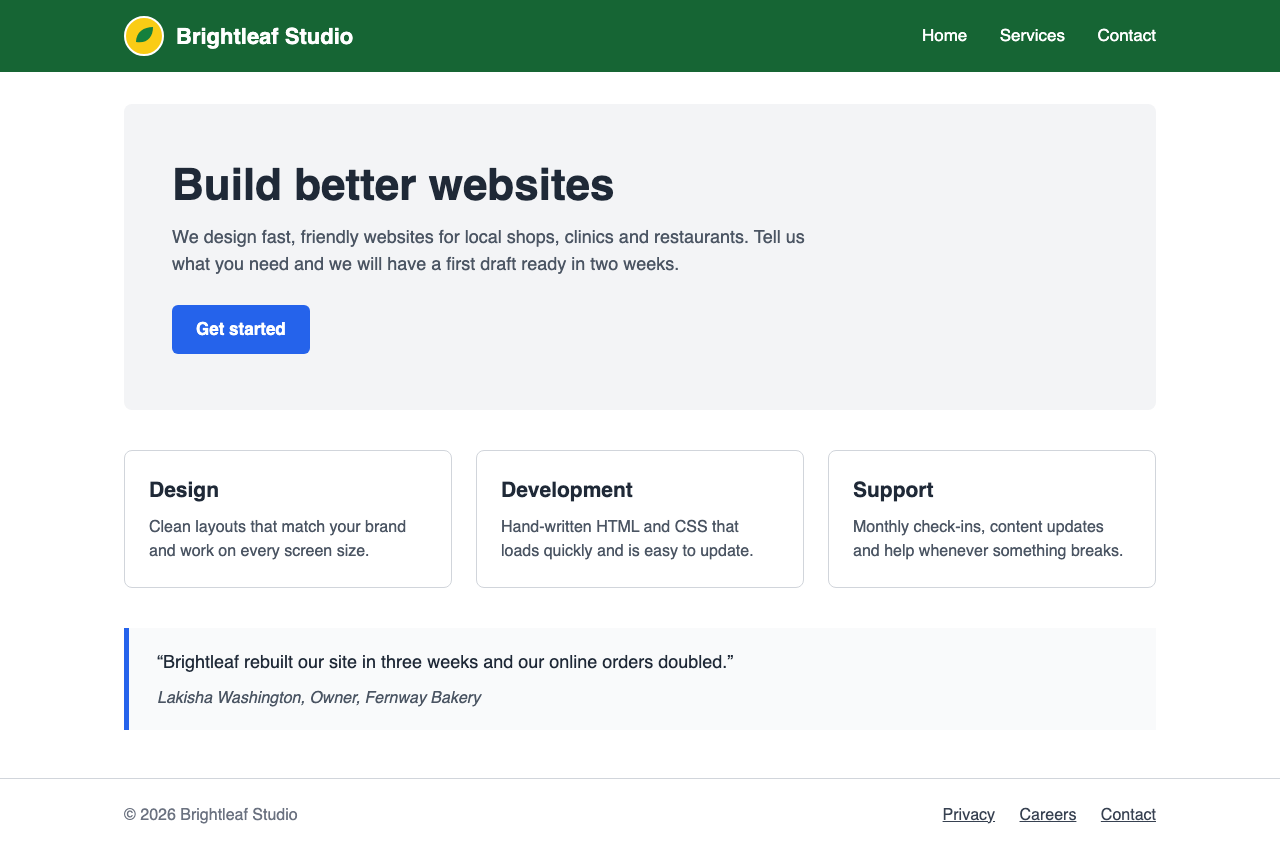 Brightleaf Studio
Home Services Contact
Build better websites
We design fast, friendly websites for local shops, clinics and restaurants. Tell us
what you need and we will have a first draft ready in two weeks.
Get started
Design
Clean layouts that match your brand
and work on every screen size.
Development
Hand-written HTML and CSS that
loads quickly and is easy to update.
Support
Monthly check-ins, content updates
and help whenever something breaks.
“Brightleaf rebuilt our site in three weeks and our online orders doubled.”
Lakisha Washington, Owner, Fernway Bakery
© 2026 Brightleaf Studio
Privacy Careers Contact